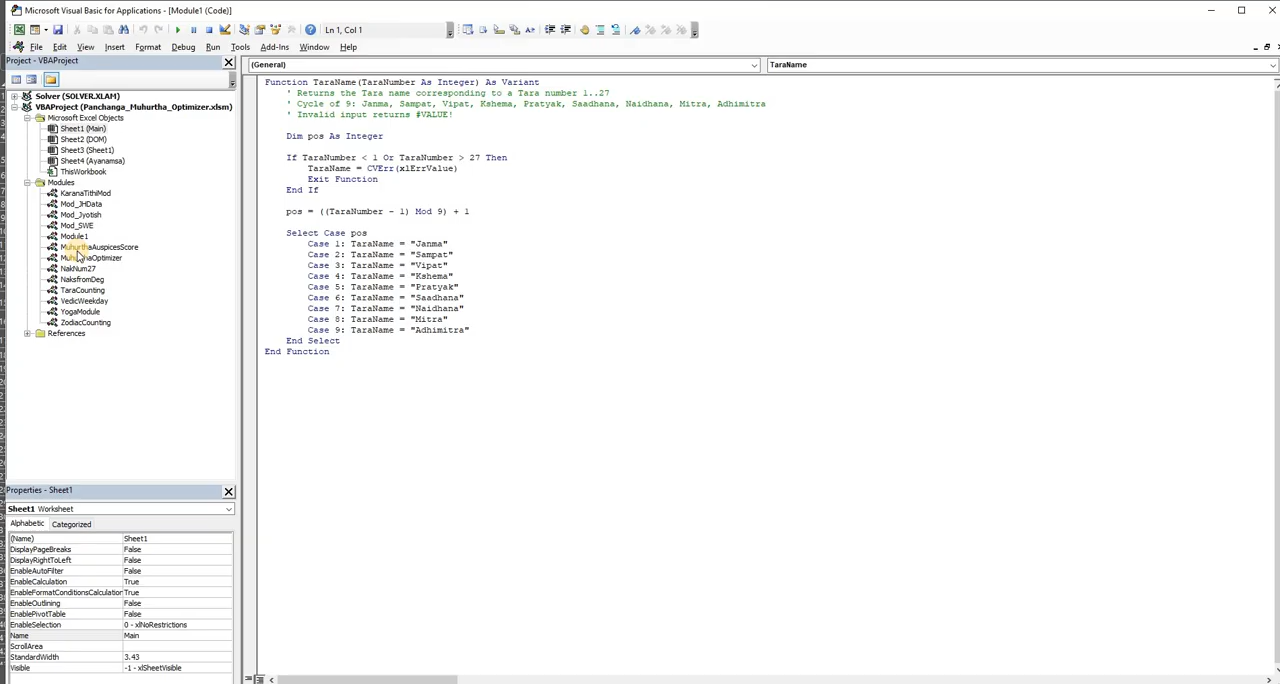 Microsoft Visual Basic for Applications - [Module1 (Code)]
Ln 1, Col 1
File Edit View Insert Format Debug Run Tools Add-Ins Window Help
Project - VBAProject
(General)
TaraName
Solver (SOLVER.XLAM)
VBAProject (Panchanga_Muhurtha_Optimizer.xlsm)
Microsoft Excel Objects
Sheet1 (Main)
Sheet2 (DOM)
Sheet3 (Sheet1)
Sheet4 (Ayanamsa)
ThisWorkbook
Modules
KaranaTithiMod
Mod_JHData
Mod_Jyotish
Mod_SWE
Module1
MuhurthaAuspicesScore
MuhurthaOptimizer
NakNum27
NaksfromDeg
TaraCounting
VedicWeekday
YogaModule
ZodiacCounting
References
Function TaraName(TaraNumber As Integer) As Variant
' Returns the Tara name corresponding to a Tara number 1..27
' Cycle of 9: Janma, Sampat, Vipat, Kshema, Pratyak, Saadhana, Naidhana, Mitra, Adhimitra
' Invalid input returns #VALUE!
Dim pos As Integer
If TaraNumber < 1 Or TaraNumber > 27 Then
TaraName = CVErr(xlErrValue)
Exit Function
End If
pos = ((TaraNumber - 1) Mod 9) + 1
Select Case pos
Case 1: TaraName = "Janma"
Case 2: TaraName = "Sampat"
Case 3: TaraName = "Vipat"
Case 4: TaraName = "Kshema"
Case 5: TaraName = "Pratyak"
Case 6: TaraName = "Saadhana"
Case 7: TaraName = "Naidhana"
Case 8: TaraName = "Mitra"
Case 9: TaraName = "Adhimitra"
End Select
End Function
Properties - Sheet1
Sheet1 Worksheet
Alphabetic Categorized
(Name) Sheet1
DisplayPageBreaks False
DisplayRightToLeft False
EnableAutoFilter False
EnableCalculation True
EnableFormatConditionsCalculation True
EnableOutlining False
EnablePivotTable False
EnableSelection 0 - xlNoRestrictions
Name Main
ScrollArea
StandardWidth 3.43
Visible -1 - xlSheetVisible